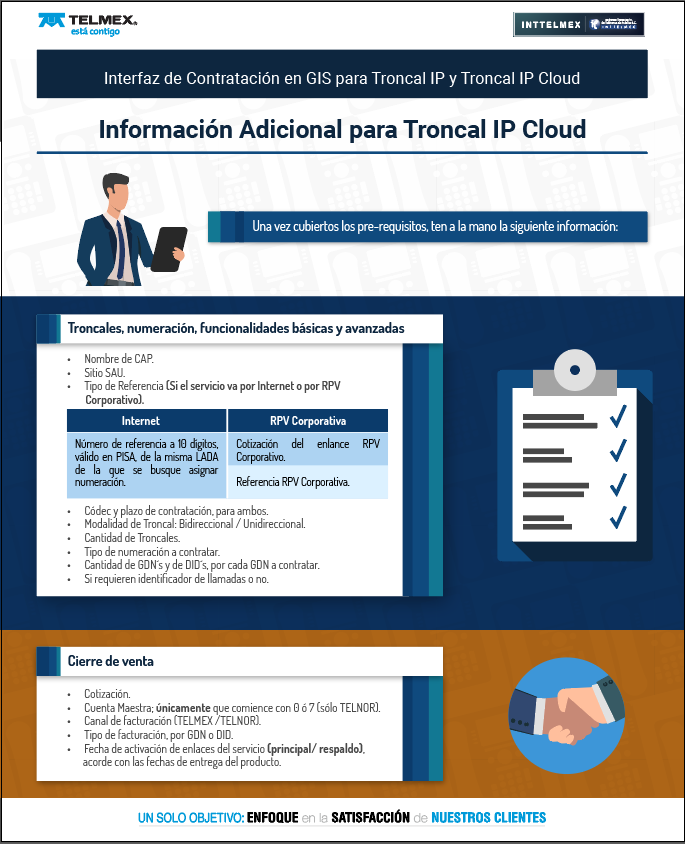 TELMEX®
está contigo
INTTELMEX
INTTELMEX
Interfaz de Contratación en GIS para Troncal IP y Troncal IP Cloud
Información Adicional para Troncal IP Cloud
Una vez cubiertos los pre-requisitos, ten a la mano la siguiente información:
Troncales, numeración, funcionalidades básicas y avanzadas
• Nombre de CAP.
• Sitio SAU.
• Tipo de Referencia (Si el servicio va por Internet o por RPV
Corporativo).
Internet
RPV Corporativa
Número de referencia a 10 digitos,
válido en PISA, de la misma LADA
de la que se busque asignar
numeración.
Cotización del enlance RPV
Corporativo.
Referencia RPV Corporativa.
• Códec y plazo de contratación, para ambos.
• Modalidad de Troncal: Bidireccional / Unidireccional.
• Cantidad de Troncales.
• Tipo de numeración a contratar.
• Cantidad de GDN´s y de DID's, por cada GDN a contratar.
• Si requieren identificador de llamadas o no.
Cierre de venta
• Cotización.
• Cuenta Maestra; únicamente que comience con 0 ó 7 (sólo TELNOR).
• Canal de facturación (TELMEX /TELNOR).
• Tipo de facturación, por GDN o DID.
• Fecha de activación de enlaces del servicio (principal/ respaldo),
acorde con las fechas de entrega del producto.
UN SOLO OBJETIVO: ENFOQUE en la SATISFACCIÓN de NUESTROS CLIENTES